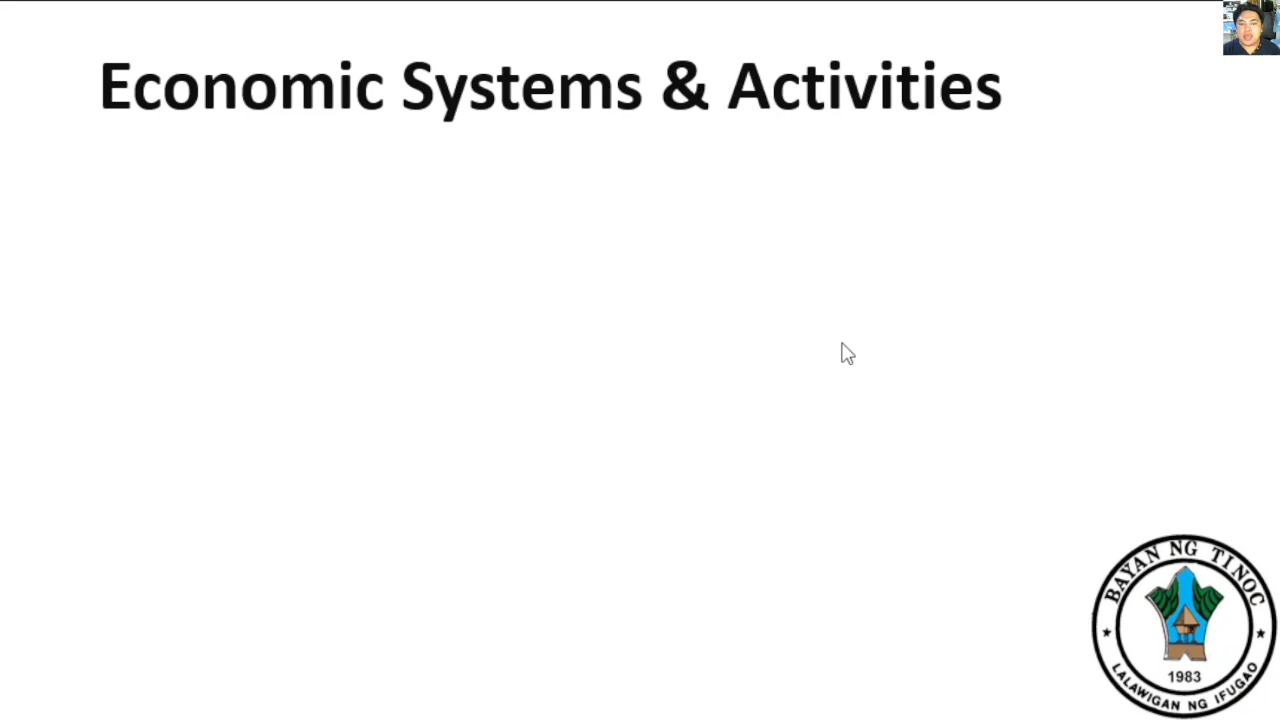 Economic Systems & Activities
BAYAN NG TINOC
1983
LALAWIGAN NG IFUGAO